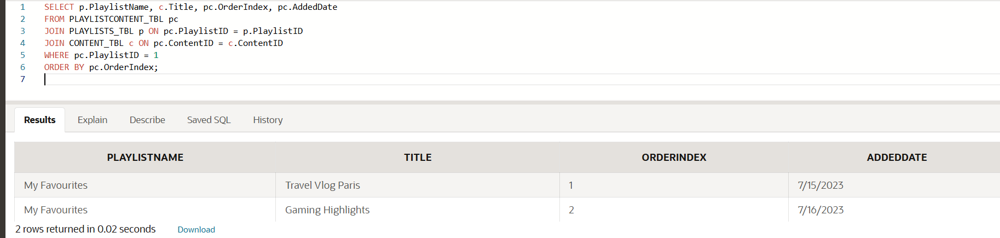 1 SELECT p.PlaylistName, c.Title, pc.OrderIndex, pc.AddedDate
2 FROM PLAYLISTCONTENT_TBL pc
3 JOIN PLAYLISTS_TBL p ON pc.PlaylistID = p.PlaylistID
4 JOIN CONTENT_TBL c ON pc.ContentID = c.ContentID
5 WHERE pc.PlaylistID = 1
6 ORDER BY pc.OrderIndex;
7
Results Explain Describe Saved SQL History
PLAYLISTNAME TITLE ORDERINDEX ADDEDDATE
My Favourites Travel Vlog Paris 1 7/15/2023
My Favourites Gaming Highlights 2 7/16/2023
2 rows returned in 0.02 seconds Download